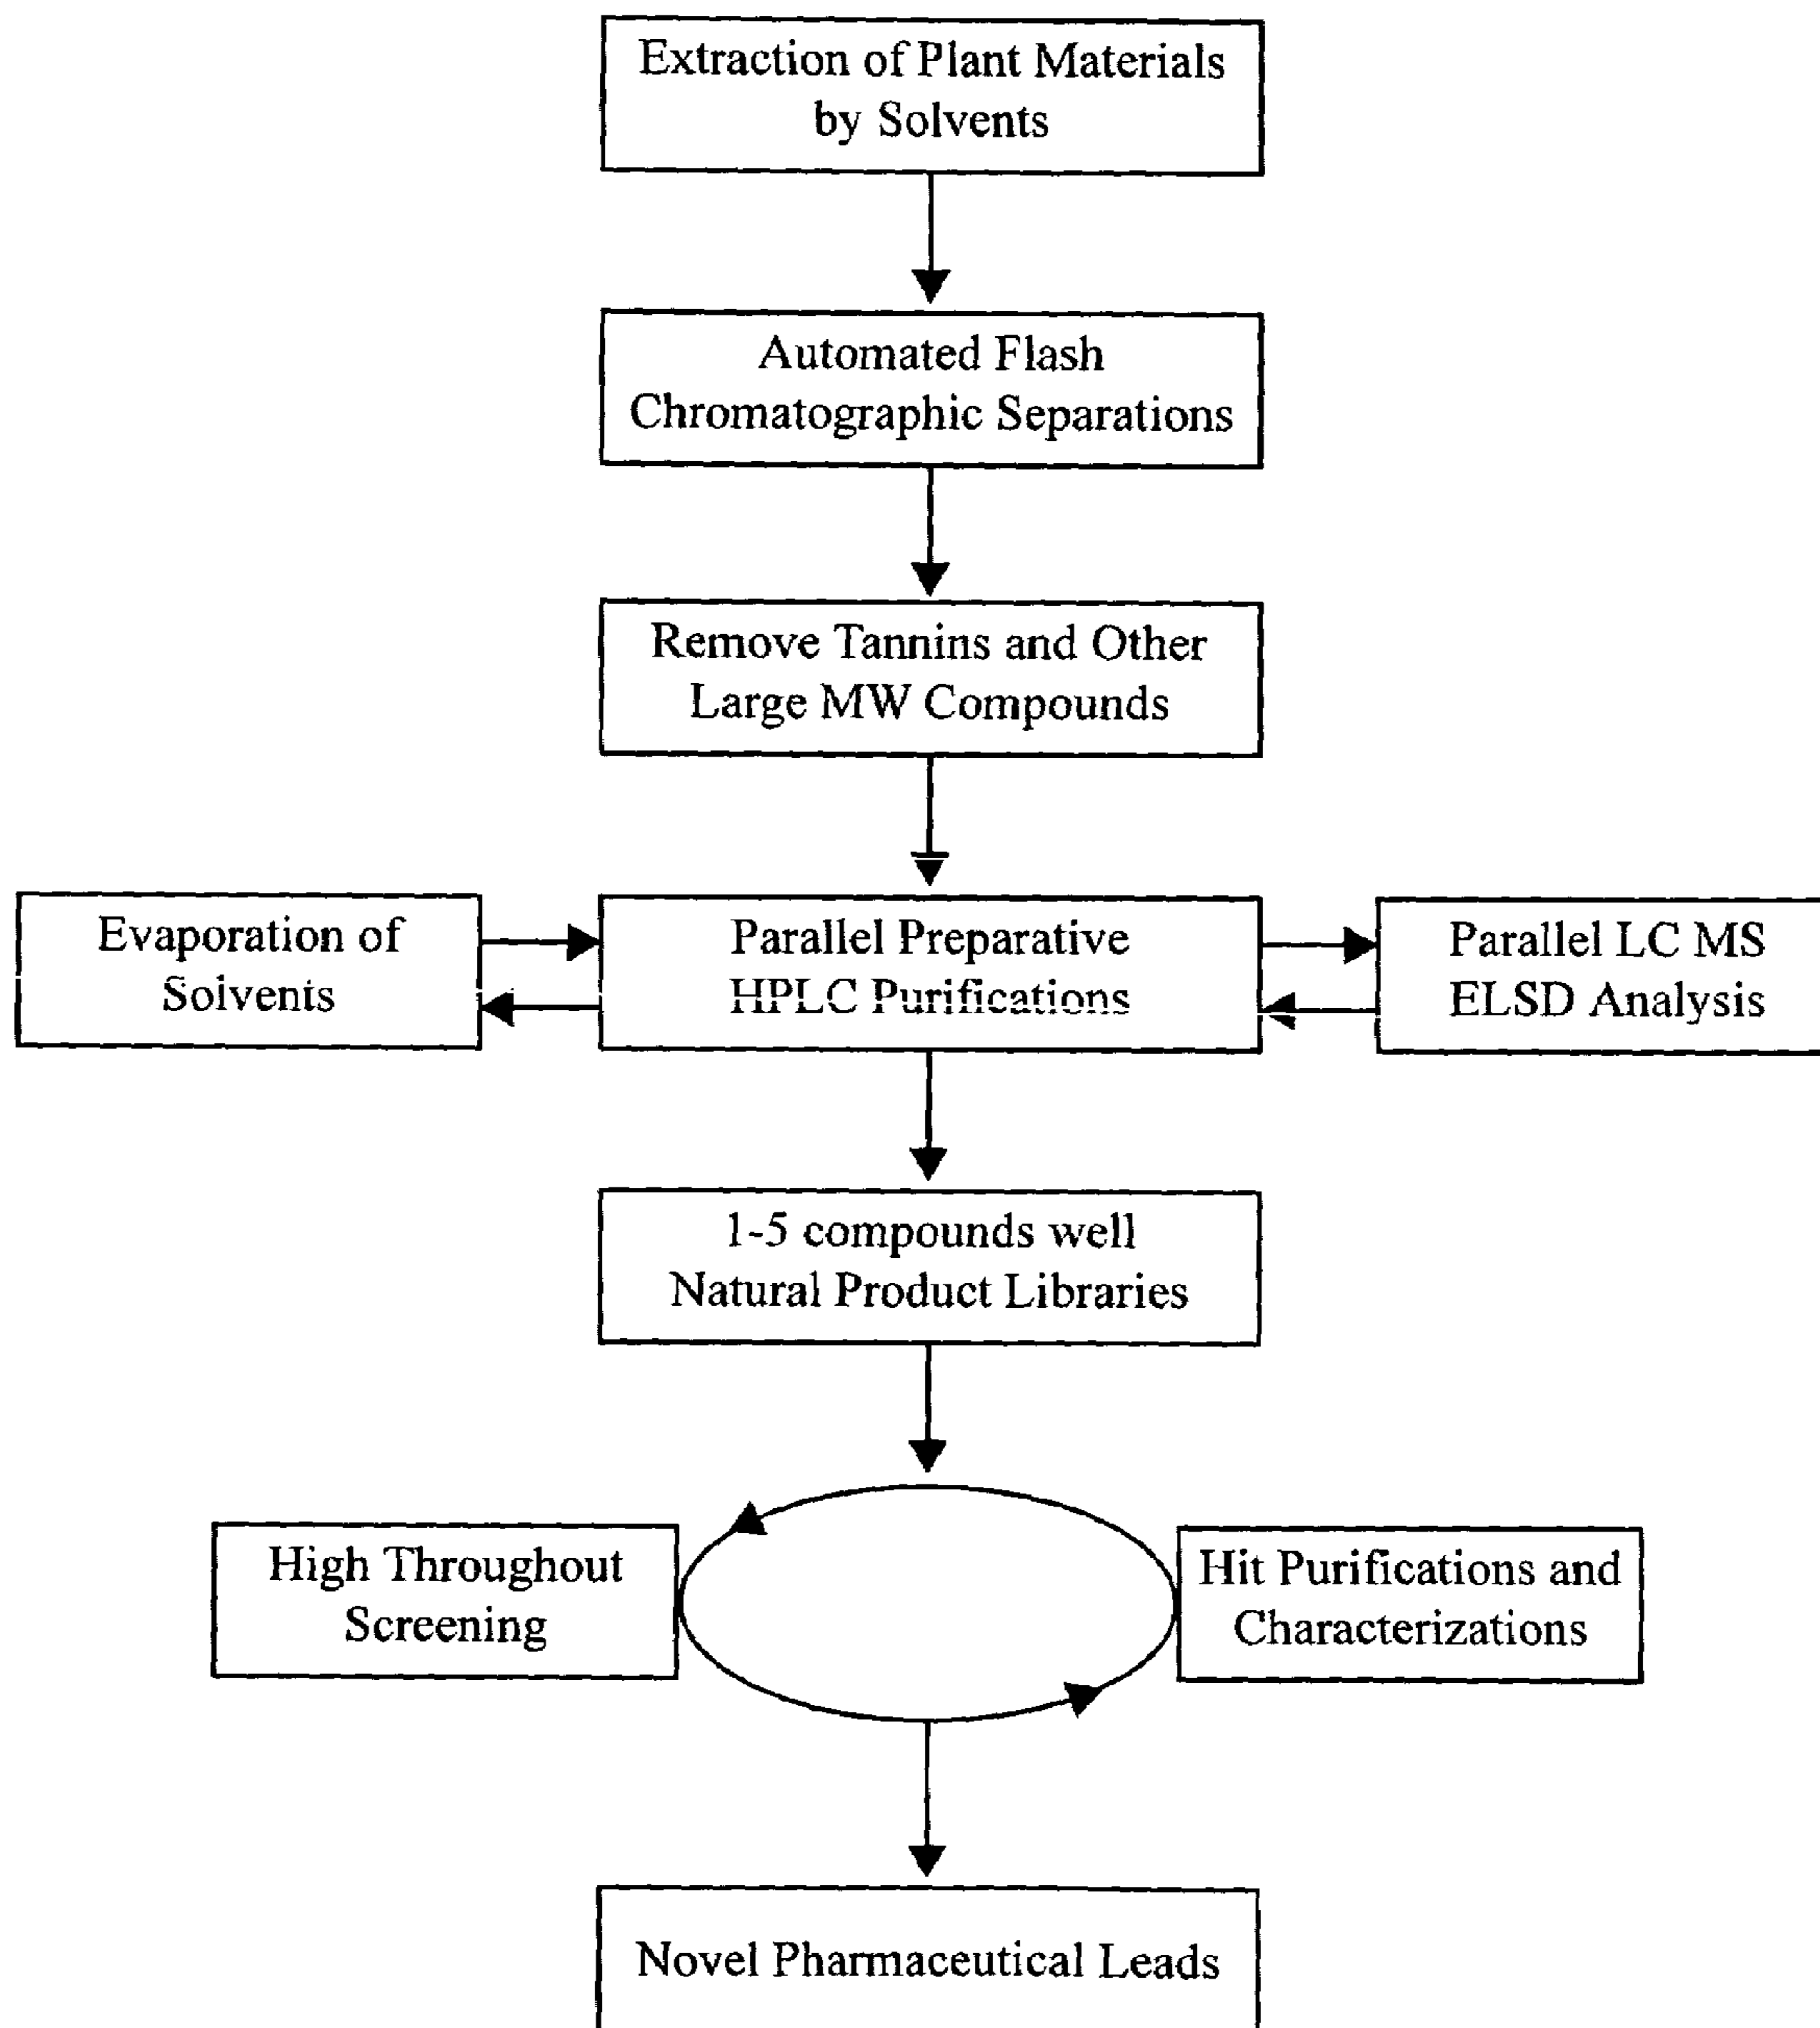 Extraction of Plant Materials
by Solvents
Automated Flash
Chromatographic Separations
Remove Tannins and Other
Large MW Compounds
Evaporation of
Solvents
Parallel Preparative
HPLC Purifications
Parallel LC MS
ELSD Analysis
1-5 compounds well
Natural Product Libraries
High Throughout
Screening
Hit Purifications and
Characterizations
Novel Pharmaceutical Leads